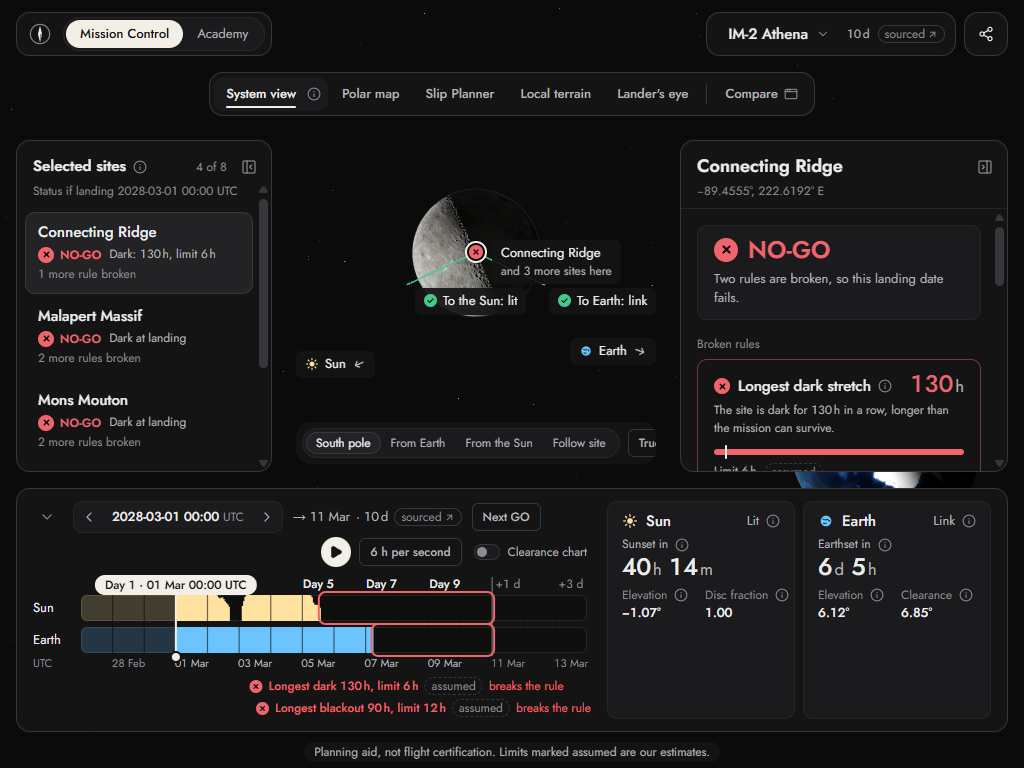 Mission Control
Academy
IM-2 Athena
10 d
sourced ↗
System view
Polar map
Slip Planner
Local terrain
Lander's eye
Compare
Selected sites
4 of 8
Status if landing 2028-03-01 00:00 UTC
Connecting Ridge
NO-GO Dark: 130 h, limit 6 h
1 more rule broken
Malapert Massif
NO-GO Dark at landing
2 more rules broken
Mons Mouton
NO-GO Dark at landing
2 more rules broken
Connecting Ridge
and 3 more sites here
To the Sun: lit
To Earth: link
Earth →
Sun ←
South pole
From Earth
From the Sun
Follow site
Connecting Ridge
−89.4555°, 222.6192° E
NO-GO
Two rules are broken, so this landing date
fails.
Broken rules
Longest dark stretch
130 h
The site is dark for 130 h in a row, longer than
the mission can survive.
Limit 6 h assumed
2028-03-01 00:00 UTC
→ 11 Mar · 10 d sourced ↗
Next GO
6 h per second
Clearance chart
Day 1 · 01 Mar 00:00 UTC
Day 5
Day 7
Day 9
+1 d
+3 d
Sun
Earth
UTC
28 Feb
01 Mar
03 Mar
05 Mar
07 Mar
09 Mar
11 Mar
13 Mar
Longest dark 130 h, limit 6 h assumed breaks the rule
Longest blackout 90 h, limit 12 h assumed breaks the rule
Sun
Lit
Sunset in
40 h 14 m
Elevation
Disc fraction
−1.07°
1.00
Earth
Link
Earthset in
6 d 5 h
Elevation
Clearance
6.12°
6.85°
Planning aid, not flight certification. Limits marked assumed are our estimates.